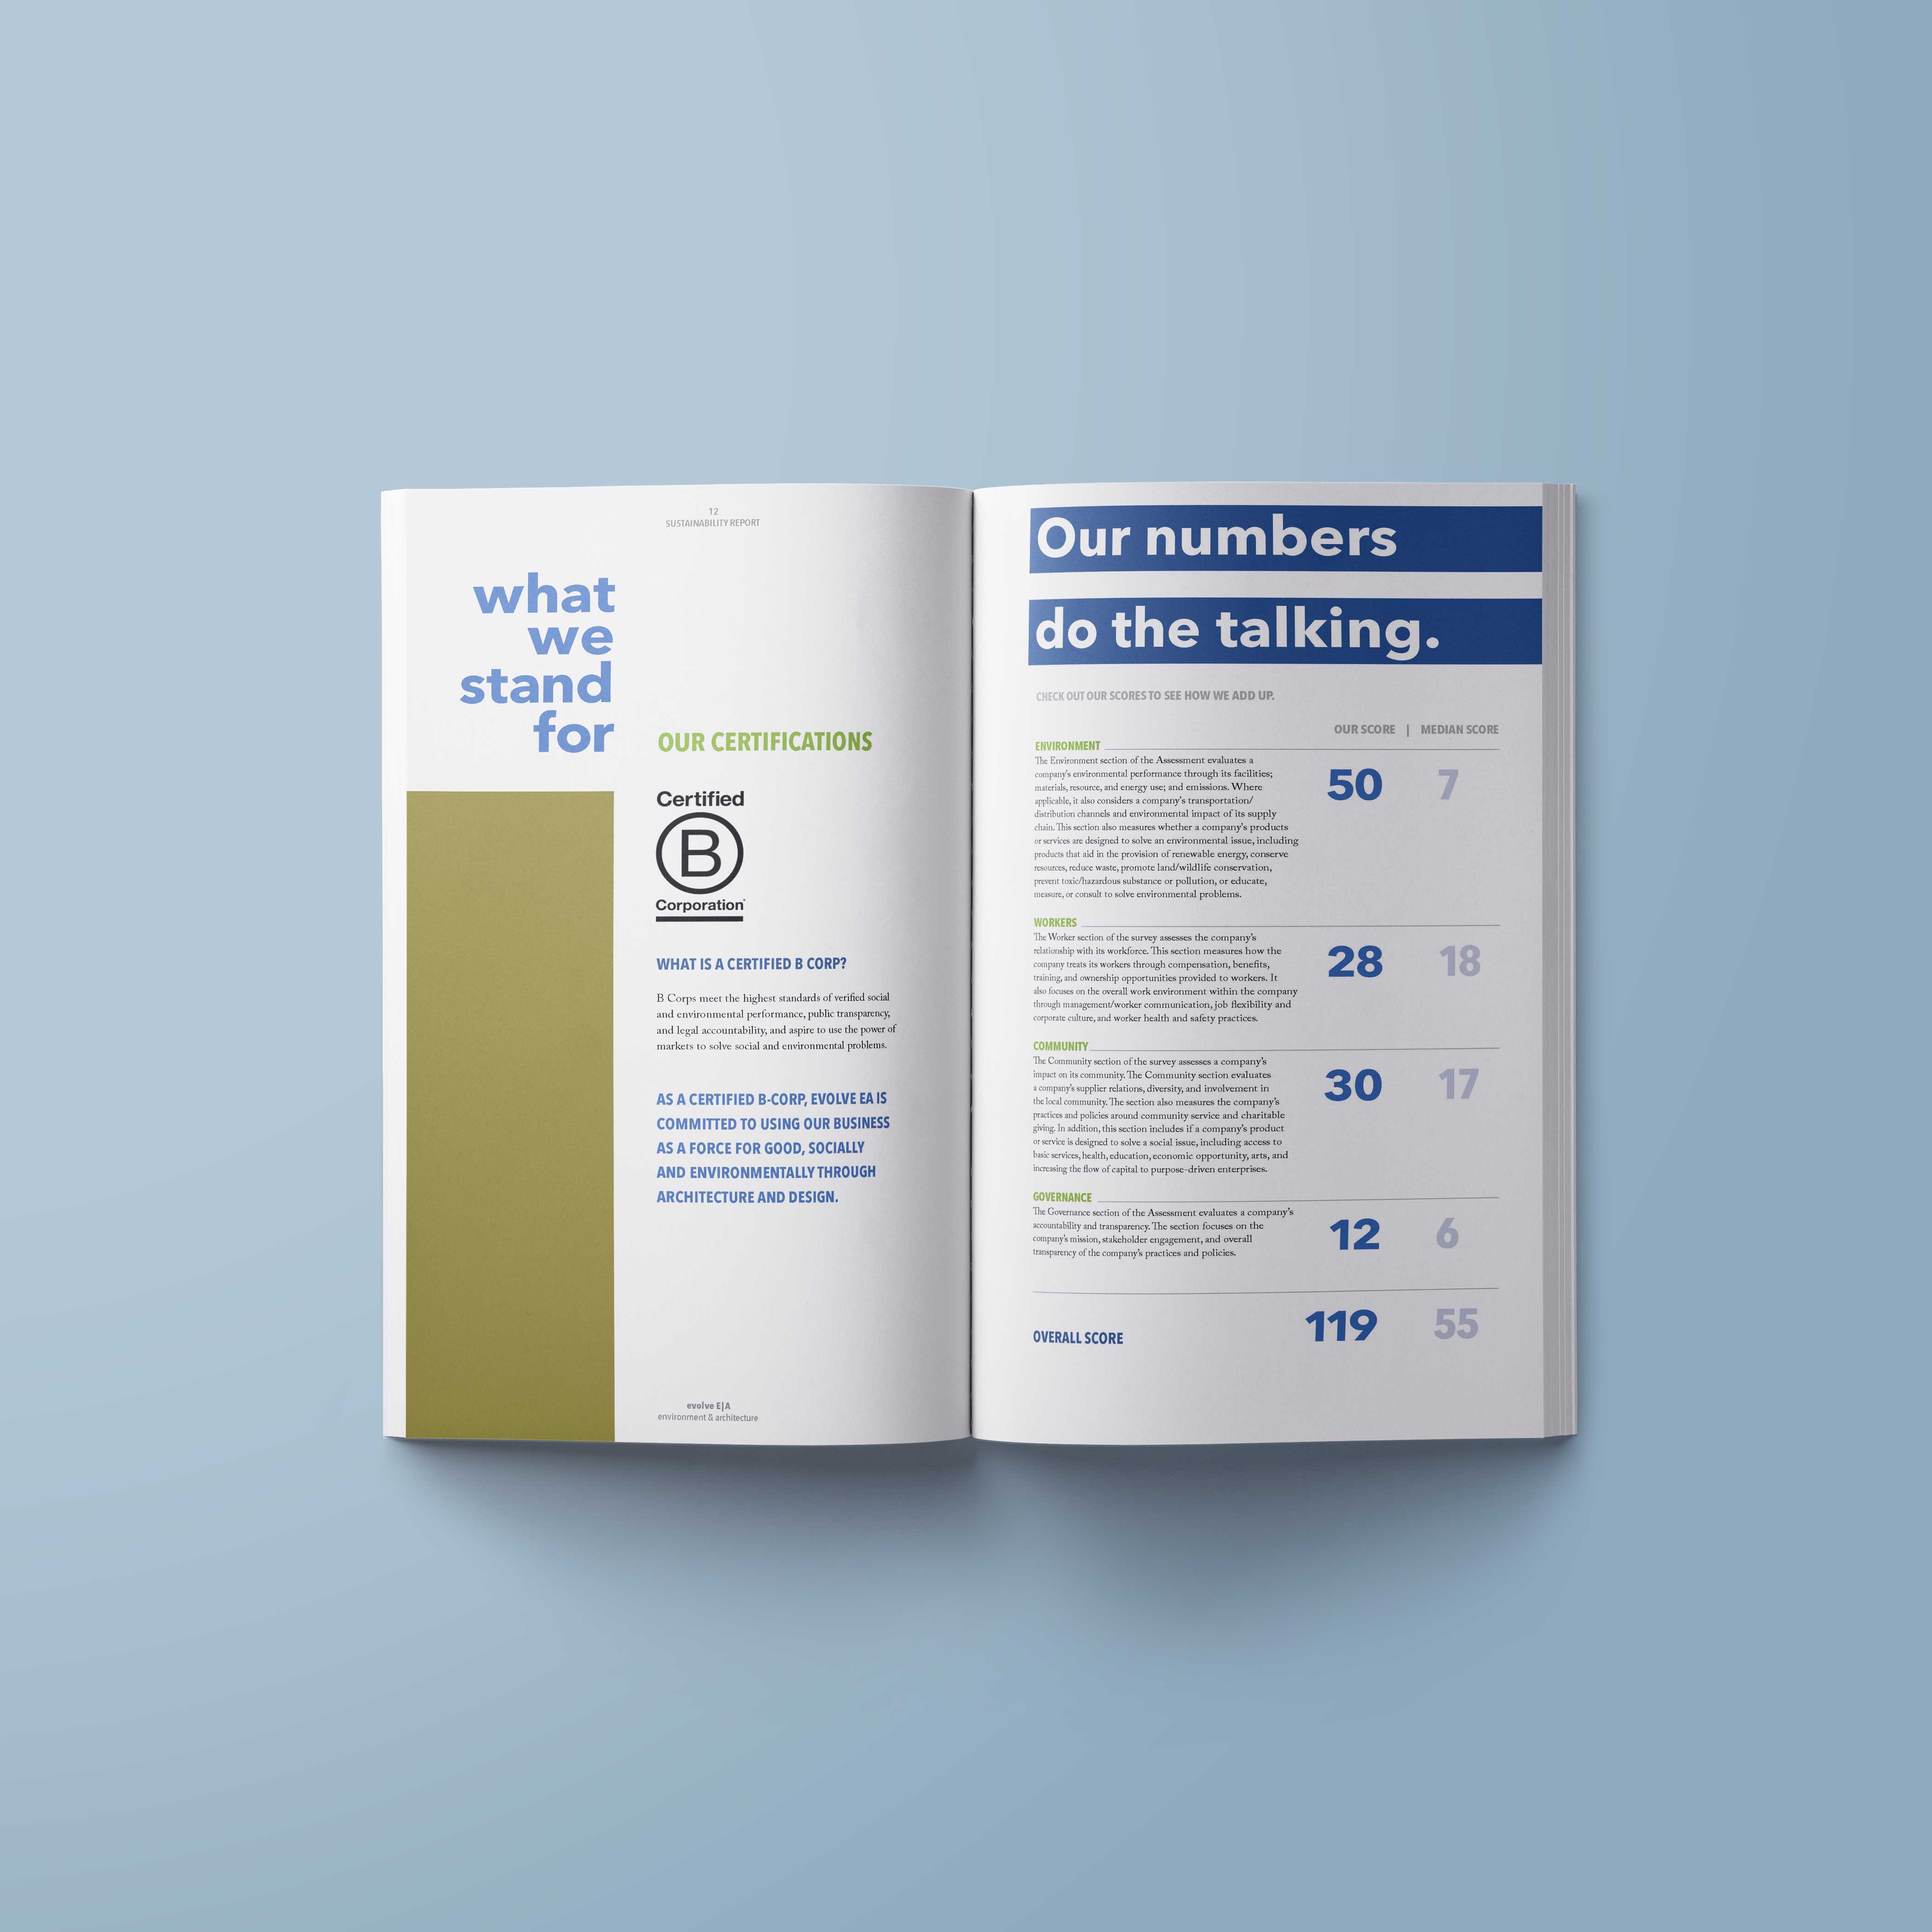 12
SUSTAINABILITY REPORT
what
we
stand
for
OUR CERTIFICATIONS
Certified
B
Corporation
WHAT IS A CERTIFIED B CORP?
B Corps meet the highest standards of verified social
and environmental performance, public transparency,
and legal accountability, and aspire to use the power of
markets to solve social and environmental problems.
AS A CERTIFIED B-CORP, EVOLVE EA IS
COMMITTED TO USING OUR BUSINESS
AS A FORCE FOR GOOD, SOCIALLY
AND ENVIRONMENTALLY THROUGH
ARCHITECTURE AND DESIGN.
evolve E|A
environment & architecture
Our numbers
do the talking.
CHECK OUT OUR SCORES TO SEE HOW WE ADD UP.
OUR SCORE | MEDIAN SCORE
ENVIRONMENT
The Environment section of the Assessment evaluates a
company's environmental performance through its facilities;
materials, resource, and energy use; and emissions. Where
applicable, it also considers a company's transportation/
distribution channels and environmental impact of its supply
chain. This section also measures whether a company's products
or services are designed to solve an environmental issue, including
products that aid in the provision of renewable energy, conserve
resources, reduce waste, promote land/wildlife conservation,
prevent toxic/hazardous substance or pollution, or educate,
measure, or consult to solve environmental problems.
50 7
WORKERS
The Worker section of the survey assesses the company's
relationship with its workforce. This section measures how the
company treats its workers through compensation, benefits,
training, and ownership opportunities provided to workers. It
also focuses on the overall work environment within the company
through management/worker communication, job flexibility and
corporate culture, and worker health and safety practices.
28 18
COMMUNITY
The Community section of the survey assesses a company's
impact on its community. The Community section evaluates
a company's supplier relations, diversity, and involvement in
the local community. The section also measures the company's
practices and policies around community service and charitable
giving. In addition, this section includes if a company's product
or service is designed to solve a social issue, including access to
basic services, health, education, economic opportunity, arts, and
increasing the flow of capital to purpose-driven enterprises.
30 17
GOVERNANCE
The Governance section of the Assessment evaluates a company's
accountability and transparency. The section focuses on the
company's mission, stakeholder engagement, and overall
transparency of the company's practices and policies.
12 6
OVERALL SCORE 119 55